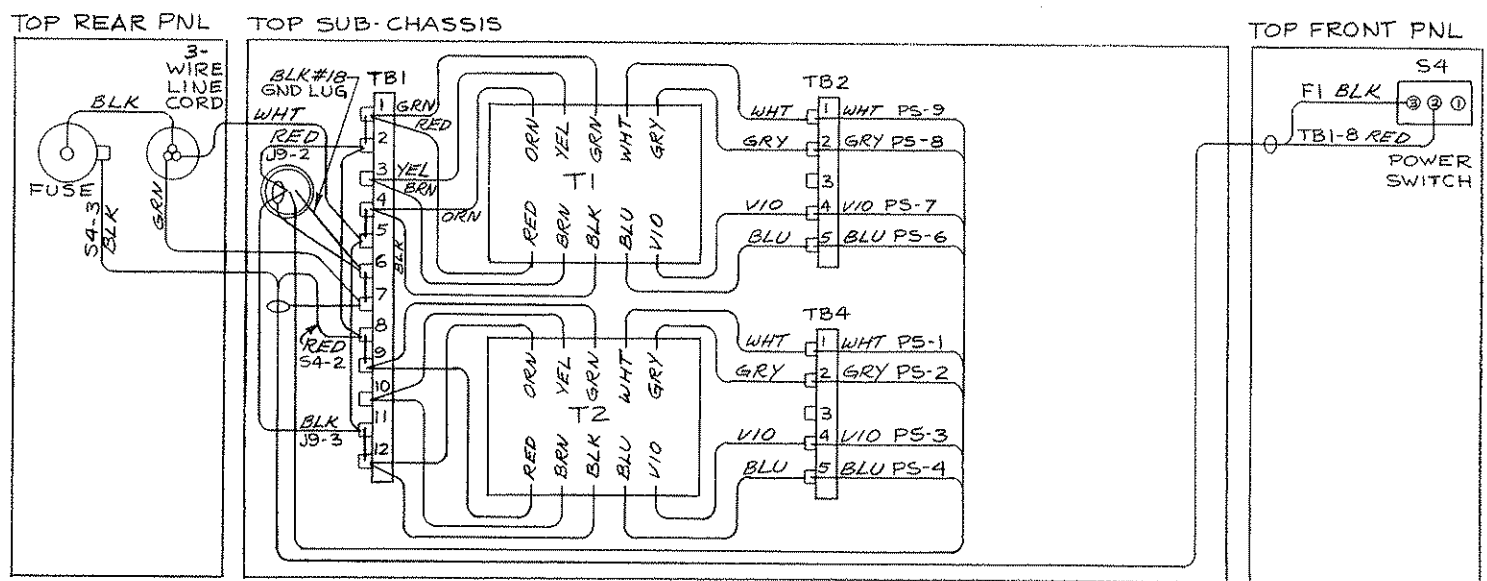 TOP REAR PNL
TOP SUB-CHASSIS
TOP FRONT PNL
3-
WIRE
LINE
CORD
BLK
FUSE
S4-3
BLK
GRN
WHT
BLK#18
GND LUG
RED
J9-2
TB1
1
2
3
4
5
6
7
8
9
10
11
12
GRN
RED
YEL
BRN
ORN
BLK
RED
S4-2
BLK
J9-3
ORN
YEL
GRN
WHT
GRY
T1
RED
BRN
BLK
BLU
VIO
ORN
YEL
GRN
WHT
GRY
T2
RED
BRN
BLK
BLU
VIO
TB2
WHT 1 WHT PS-9
GRY 2 GRY PS-8
3
VIO 4 VIO PS-7
BLU 5 BLU PS-6
TB4
WHT 1 WHT PS-1
GRY 2 GRY PS-2
3
VIO 4 VIO PS-3
BLU 5 BLU PS-4
S4
F1 BLK
3 2 1
TB1-8 RED
POWER
SWITCH